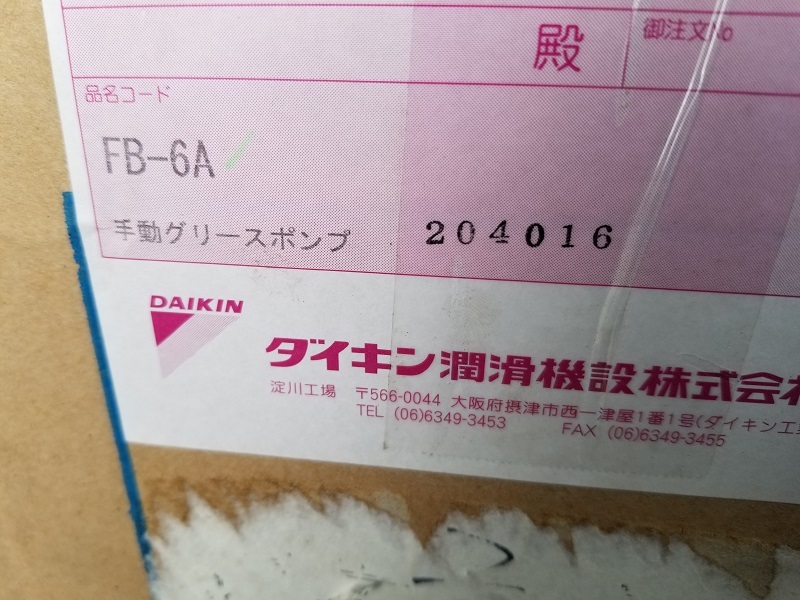 殿
御注文No
品名コード
FB-6A
手動グリースポンプ 204016
DAIKIN
ダイキン潤滑機設株式会社
淀川工場 〒566-0044 大阪府摂津市西一津屋1番1号(ダイキン工業
TEL (06)6349-3453 FAX (06)6349-3455